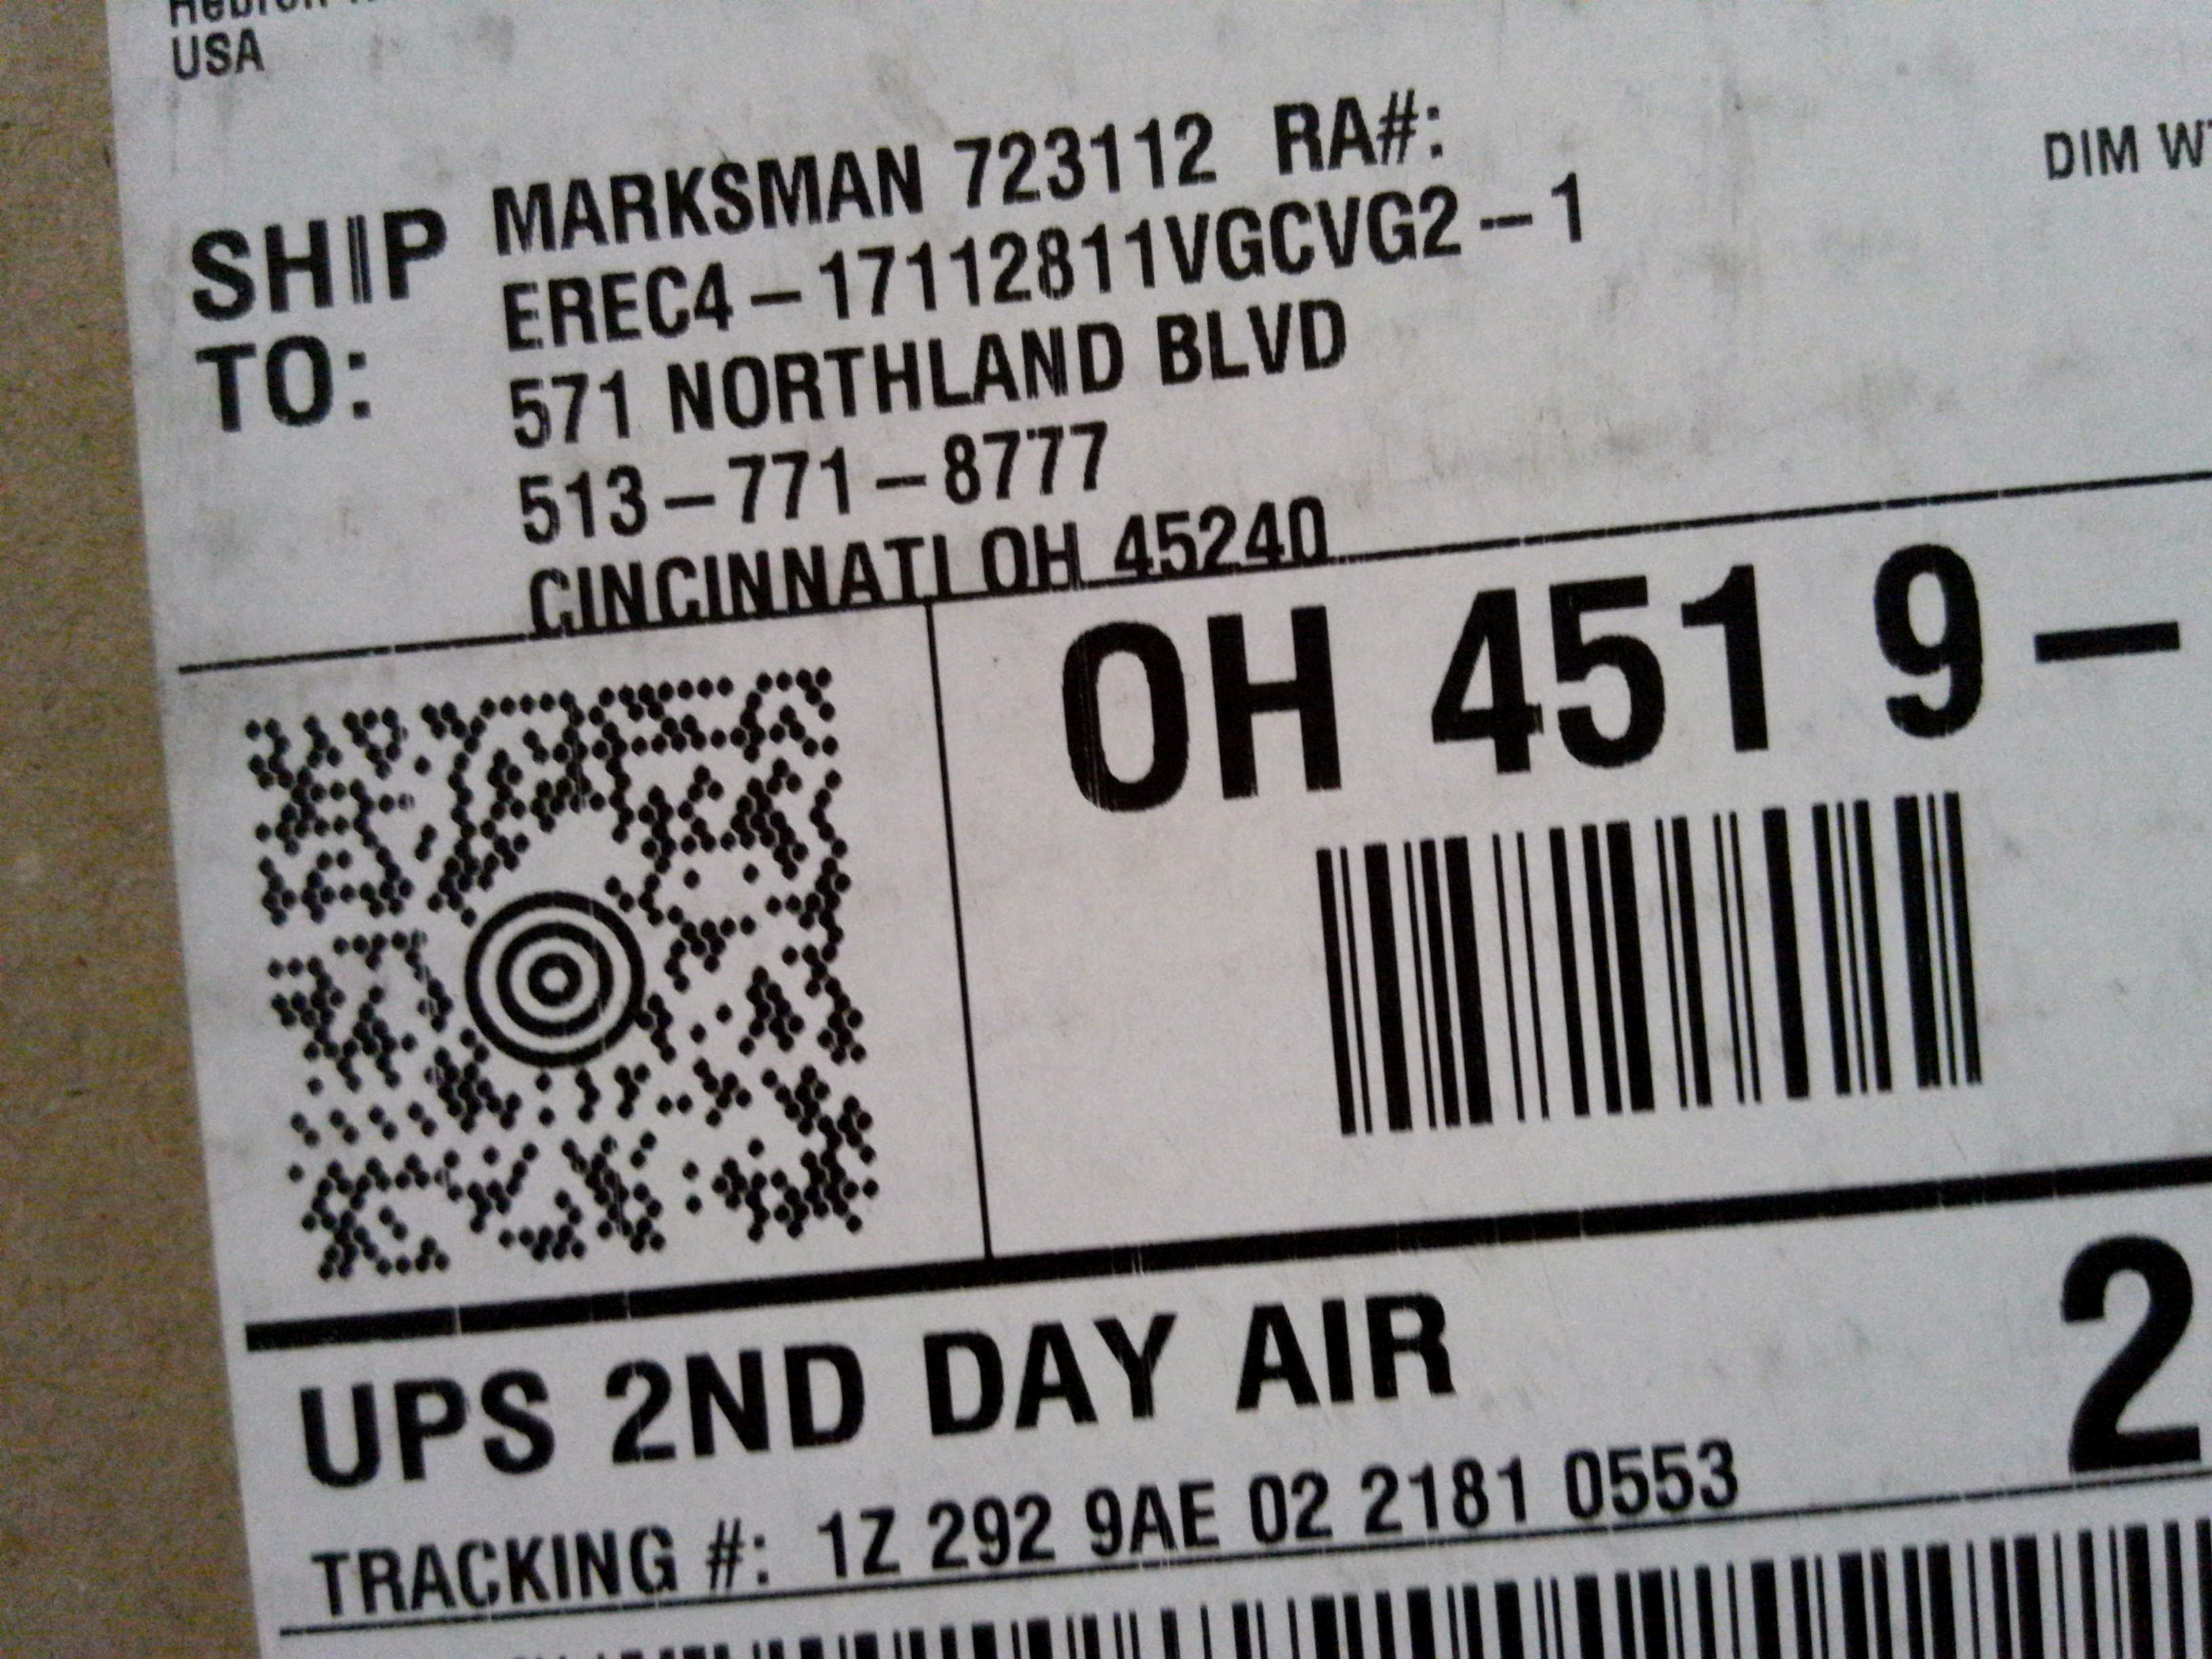 USA
MARKSMAN 723112 RA#:
DIM
SHIP TO:
EREC4-17112811VGCVG2--1
571 NORTHLAND BLVD
513-771-8777
CINCINNATI OH 45240
OH 451 9-
UPS 2ND DAY AIR
2
TRACKING #: 1Z 292 9AE 02 2181 0553